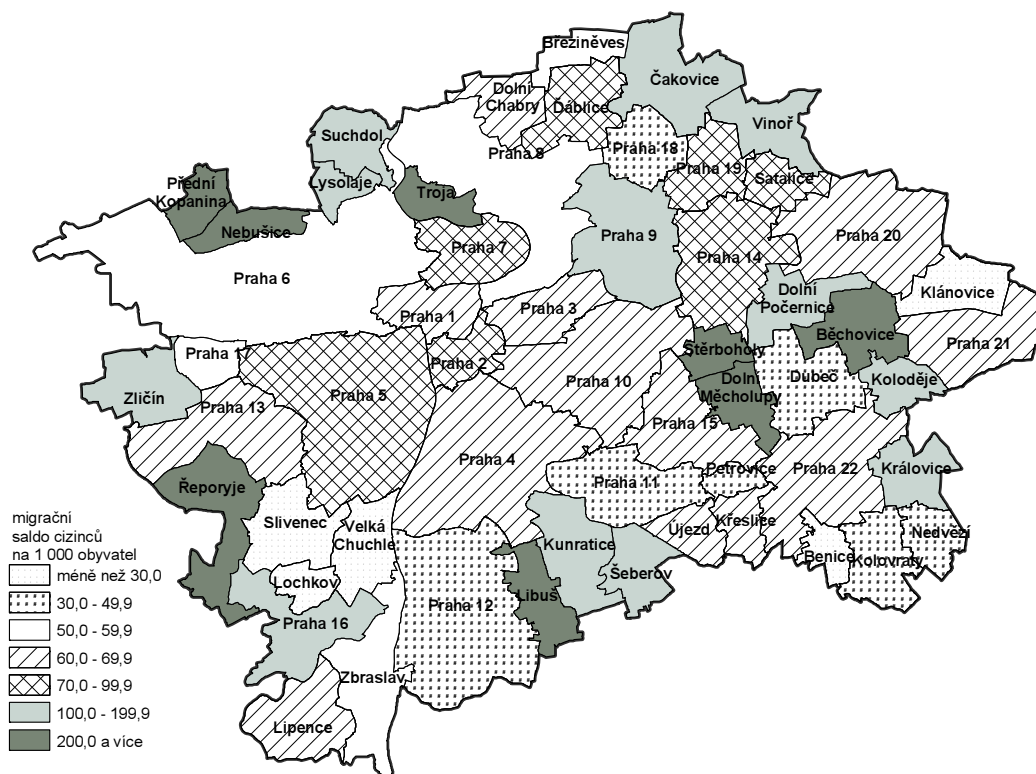 Březiněves
Čakovice
Dolní
Chabry
Ďáblice
Vinoř
Suchdol
Praha 8
Praha 18
Praha 19
Satalice
Lysolaje
Přední
Kopanina
Troja
Nebušice
Praha 7
Praha 9
Praha 20
Praha 14
Praha 6
Klánovice
Dolní
Počernice
Praha 1
Praha 3
Běchovice
Praha 21
Praha 17
Praha 2
Štěrboholy
Dubeč
Koloděje
Zličín
Praha 5
Praha 10
Dolní
Měcholupy
Praha 13
Praha 15
Praha 4
Praha 22
Královice
Petrovice
Praha 11
Řeporyje
Slivenec
Velká
Chuchle
Újezd
Křeslice
Nedvězí
Kunratice
Benice
Kolovraty
Šeberov
Lochkov
Libuš
Praha 12
Praha 16
Zbraslav
Lipence
migrační
saldo cizinců
na 1 000 obyvatel
méně než 30,0
30,0 - 49,9
50,0 - 59,9
60,0 - 69,9
70,0 - 99,9
100,0 - 199,9
200,0 a více